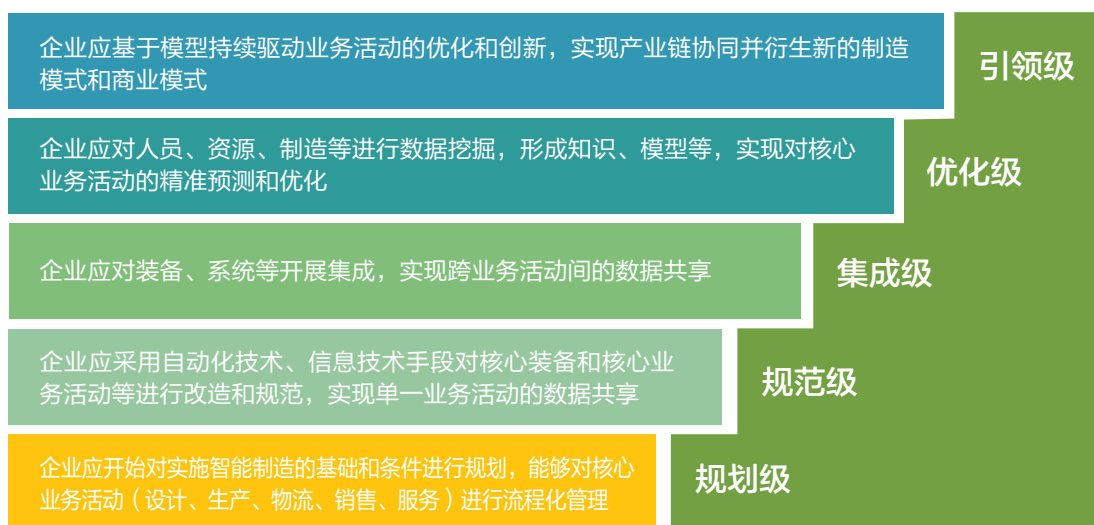 企业应基于模型持续驱动业务活动的优化和创新，实现产业链协同并衍生新的制造
模式和商业模式
引领级
企业应对人员、资源、制造等进行数据挖掘，形成知识、模型等，实现对核心
业务活动的精准预测和优化
优化级
企业应对装备、系统等开展集成，实现跨业务活动间的数据共享
集成级
企业应采用自动化技术、信息技术手段对核心装备和核心业
务活动等进行改造和规范，实现单一业务活动的数据共享
规范级
企业应开始对实施智能制造的基础和条件进行规划，能够对核心
业务活动（设计、生产、物流、销售、服务）进行流程化管理
规划级